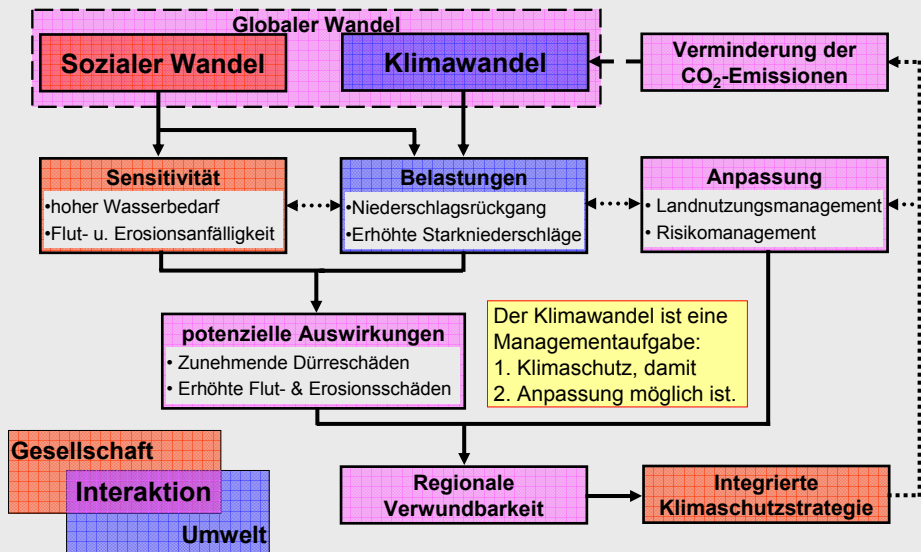 Globaler Wandel
Sozialer Wandel
Klimawandel
Verminderung der
CO₂-Emissionen
Sensitivität
•hoher Wasserbedarf
•Flut- u. Erosionsanfälligkeit
Belastungen
•Niederschlagsrückgang
•Erhöhte Starkniederschläge
Anpassung
• Landnutzungsmanagement
• Risikomanagement
potenzielle Auswirkungen
• Zunehmende Dürreschäden
• Erhöhte Flut- & Erosionsschäden
Der Klimawandel ist eine
Managementaufgabe:
1. Klimaschutz, damit
2. Anpassung möglich ist.
Gesellschaft
Interaktion
Umwelt
Regionale
Verwundbarkeit
Integrierte
Klimaschutzstrategie